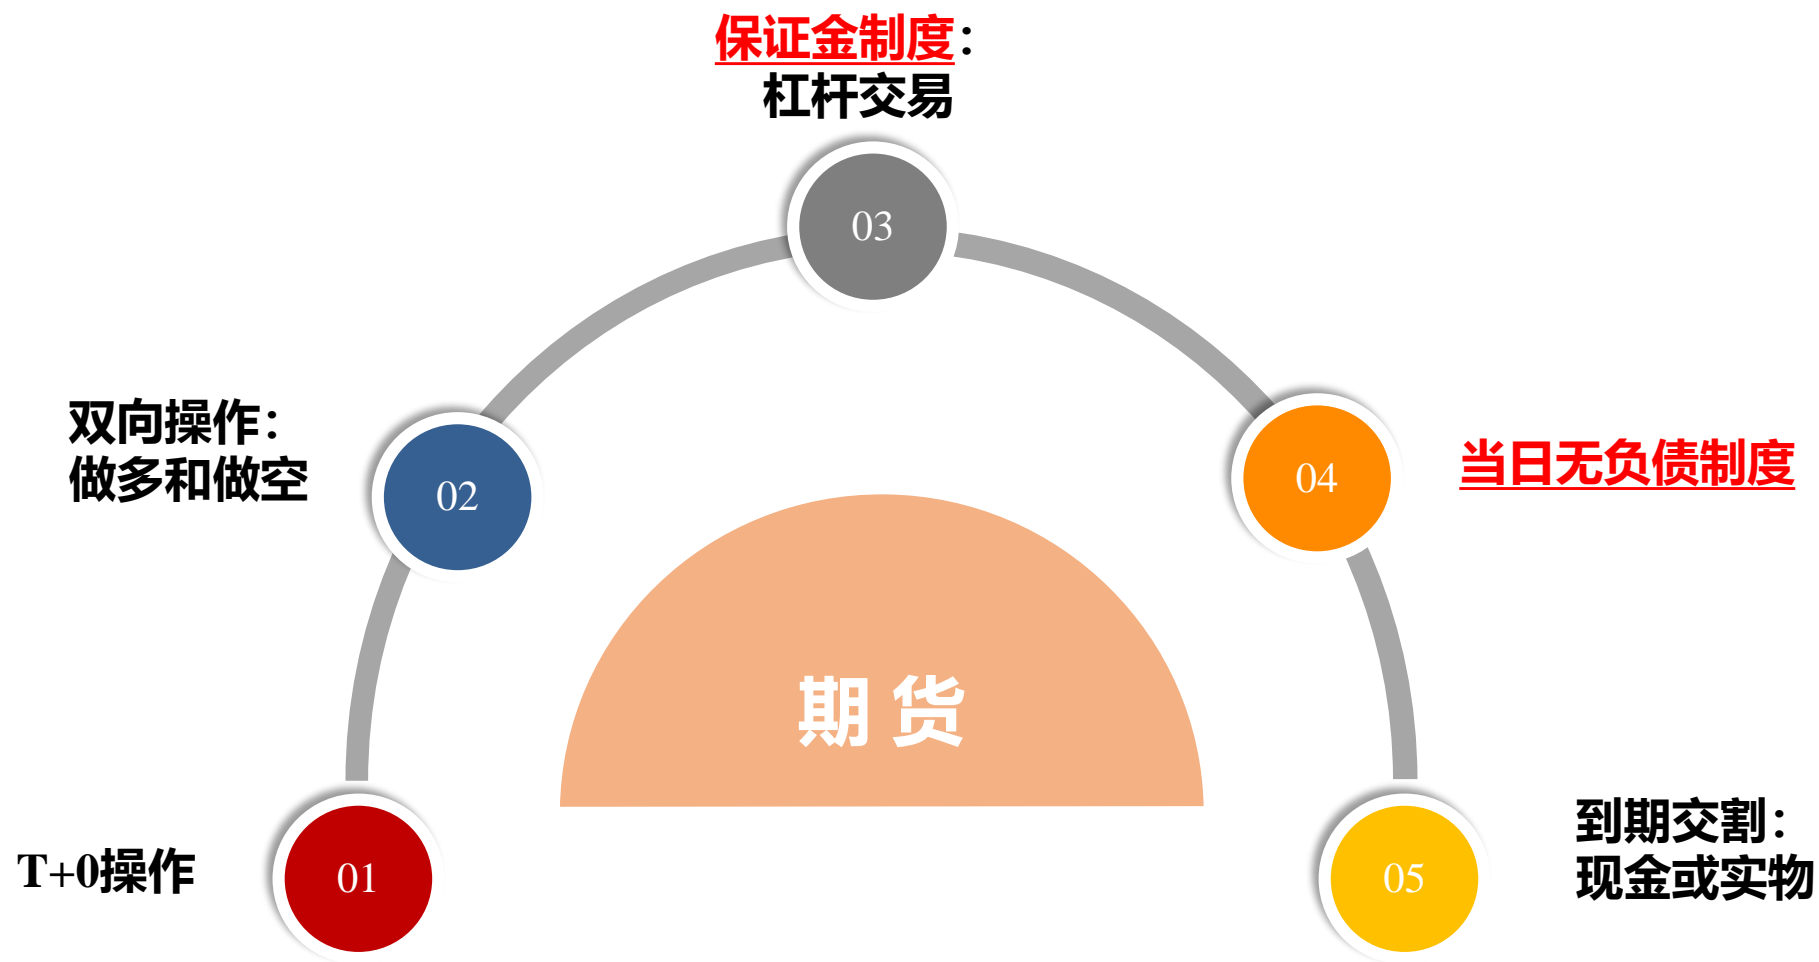 保证金制度：
杠杆交易
03
双向操作：
做多和做空
02
04
当日无负债制度
期 货
T+0操作
01
05
到期交割：
现金或实物